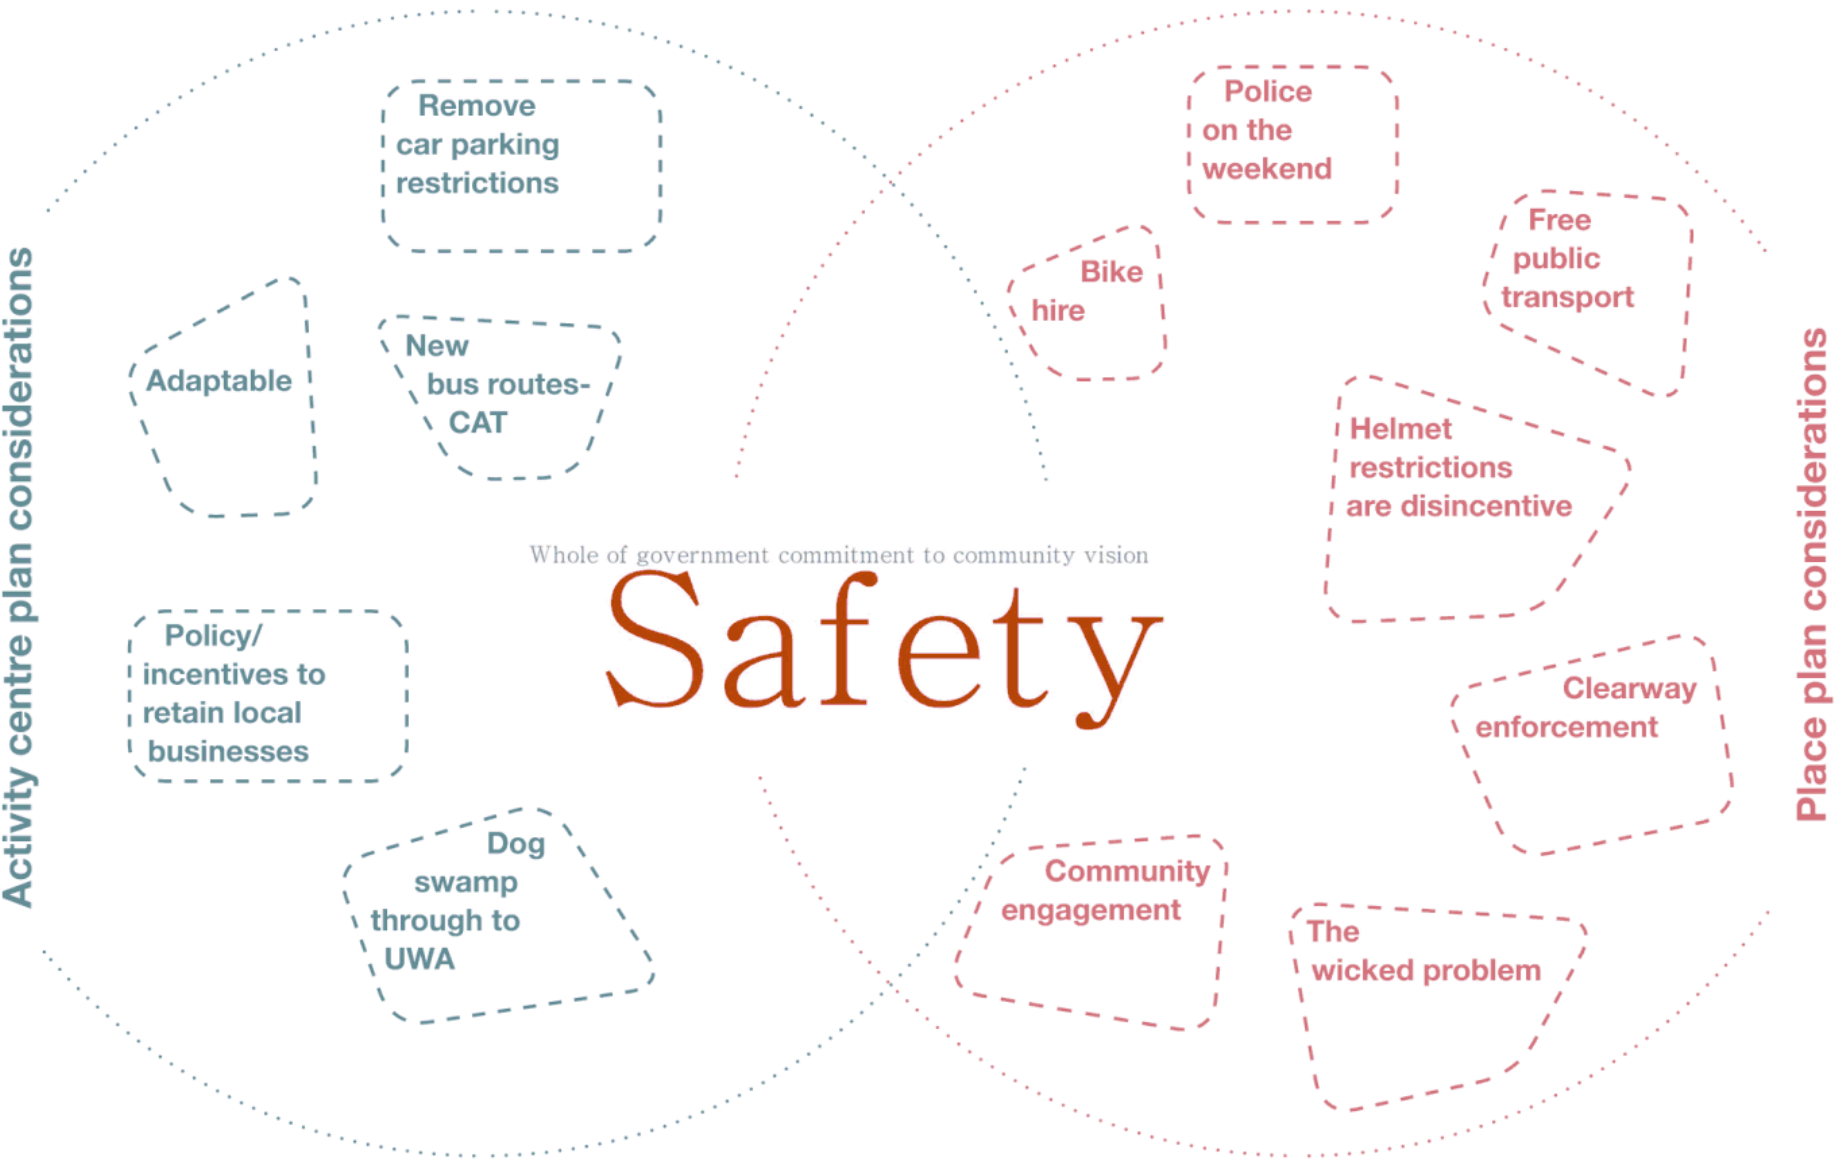 Activity centre plan considerations
Remove
car parking
restrictions
Adaptable
New
bus routes-
CAT
Policy/
incentives to
retain local
businesses
Dog
swamp
through to
UWA
Whole of government commitment to community vision
Safety
Police
on the
weekend
Bike
hire
Free
public
transport
Helmet
restrictions
are disincentive
Clearway
enforcement
Community
engagement
The
wicked problem
Place plan considerations